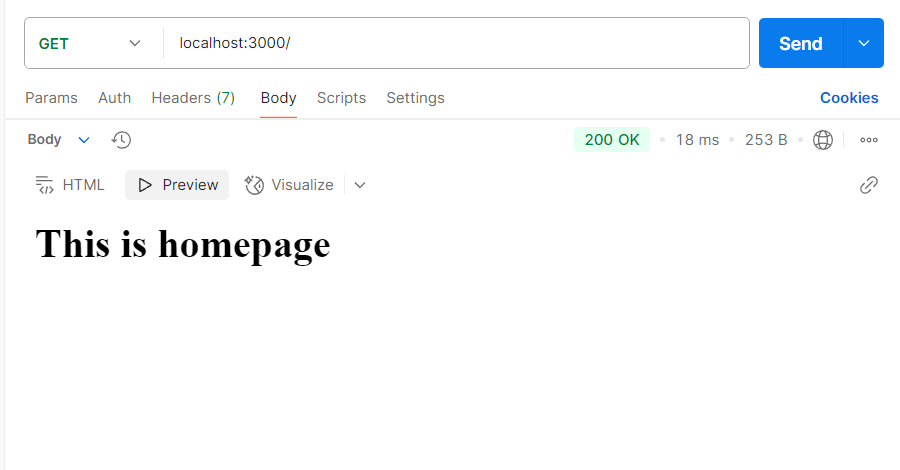 GET localhost:3000/ Send
Params Auth Headers (7) Body Scripts Settings Cookies
Body 200 OK 18 ms 253 B
HTML Preview Visualize
This is homepage